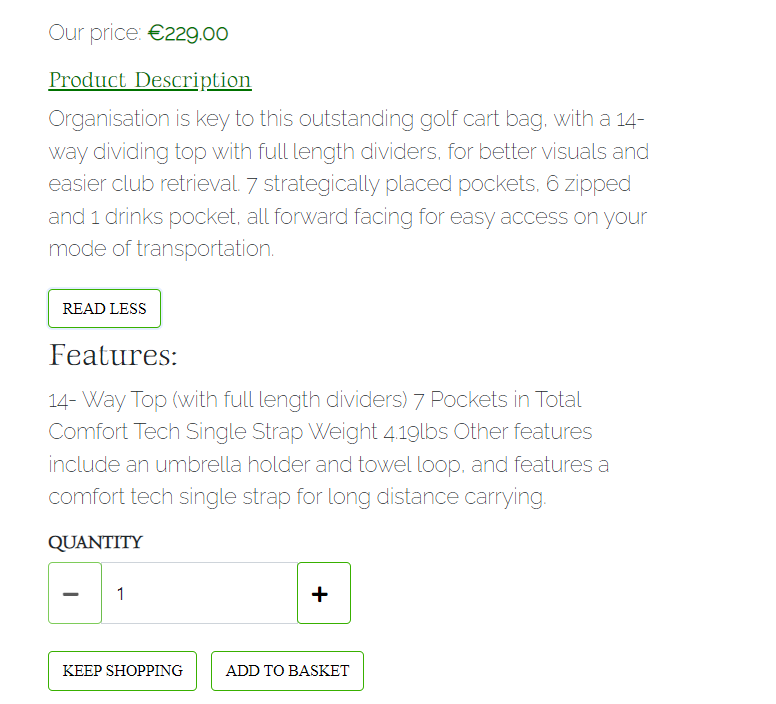 Our price: €229.00
Product Description
Organisation is key to this outstanding golf cart bag, with a 14-
way dividing top with full length dividers, for better visuals and
easier club retrieval. 7 strategically placed pockets, 6 zipped
and 1 drinks pocket, all forward facing for easy access on your
mode of transportation.
READ LESS
Features:
14- Way Top (with full length dividers) 7 Pockets in Total
Comfort Tech Single Strap Weight 4.19lbs Other features
include an umbrella holder and towel loop, and features a
comfort tech single strap for long distance carrying.
QUANTITY
− 1 +
KEEP SHOPPING ADD TO BASKET